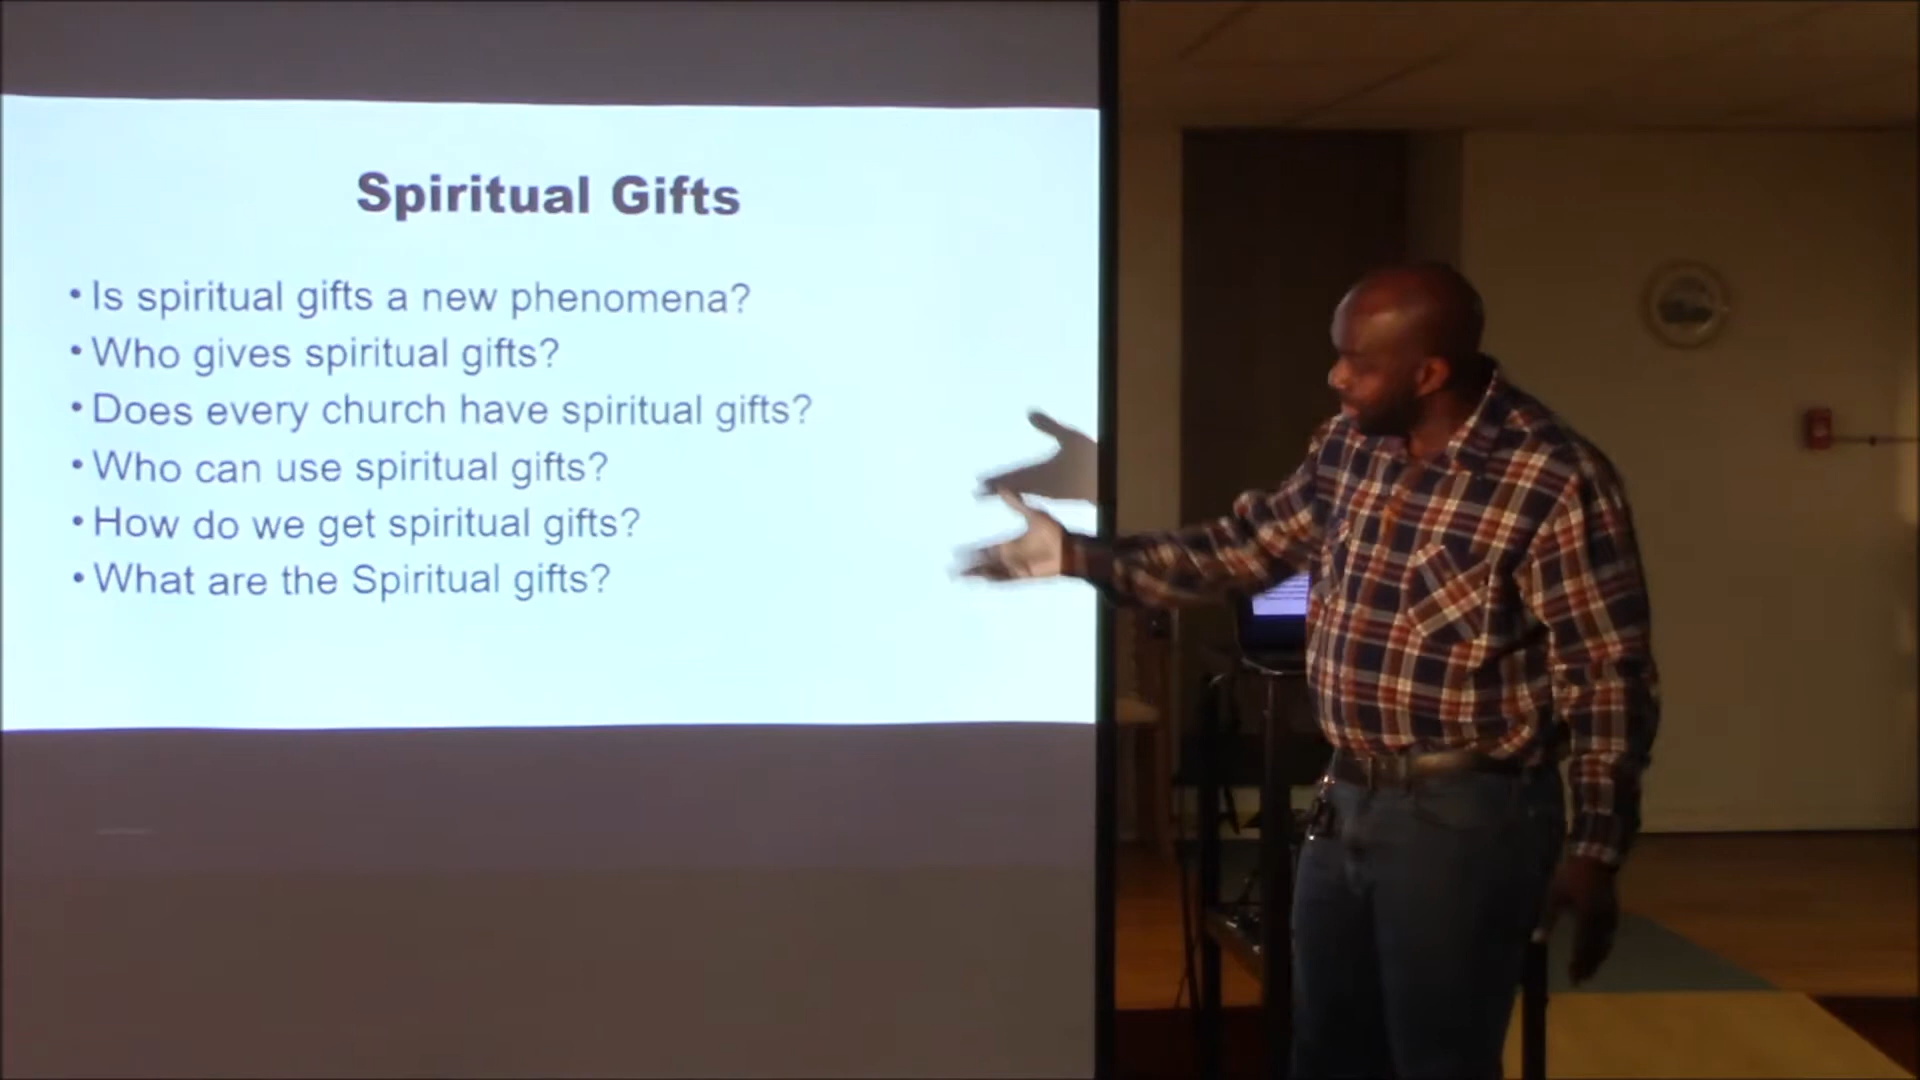 Spiritual Gifts
• Is spiritual gifts a new phenomena?
• Who gives spiritual gifts?
• Does every church have spiritual gifts?
• Who can use spiritual gifts?
• How do we get spiritual gifts?
• What are the Spiritual gifts?